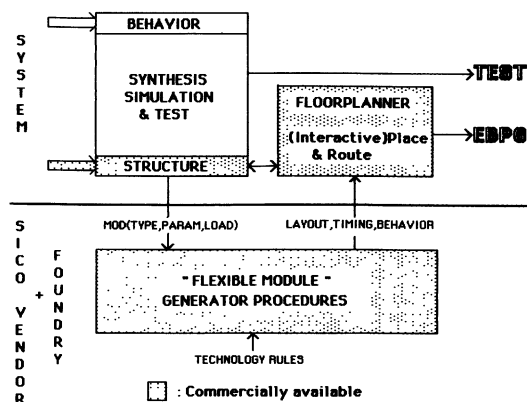 SYSTEM
BEHAVIOR
SYNTHESIS
SIMULATION
& TEST
STRUCTURE
TEST
FLOORPLANNER
(Interactive)Place
& Route
EBPG
MOD(TYPE,PARAM,LOAD)
LAYOUT,TIMING,BEHAVIOR
SICO VENDOR
+
FOUNDRY
" FLEXIBLE MODULE "
GENERATOR PROCEDURES
TECHNOLOGY RULES
: Commercially available